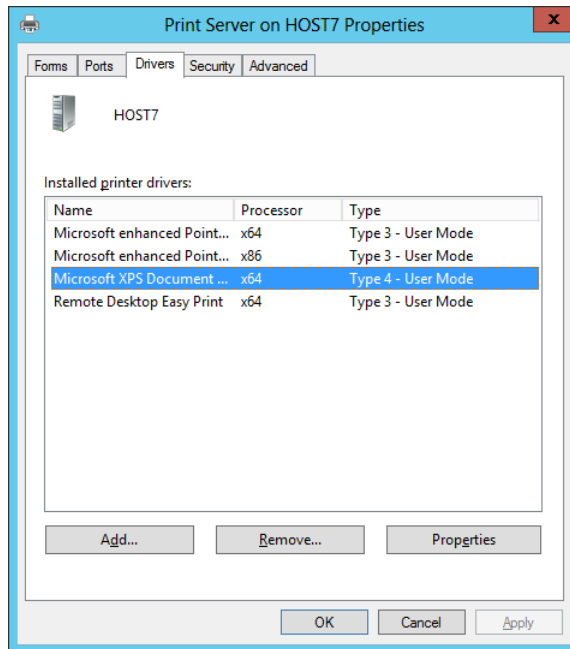 Print Server on HOST7 Properties
x
Forms Ports Drivers Security Advanced
HOST7
Installed printer drivers:
Name Processor Type
Microsoft enhanced Point... x64 Type 3 - User Mode
Microsoft enhanced Point... x86 Type 3 - User Mode
Microsoft XPS Document ... x64 Type 4 - User Mode
Remote Desktop Easy Print x64 Type 3 - User Mode
Add... Remove... Properties
OK Cancel Apply